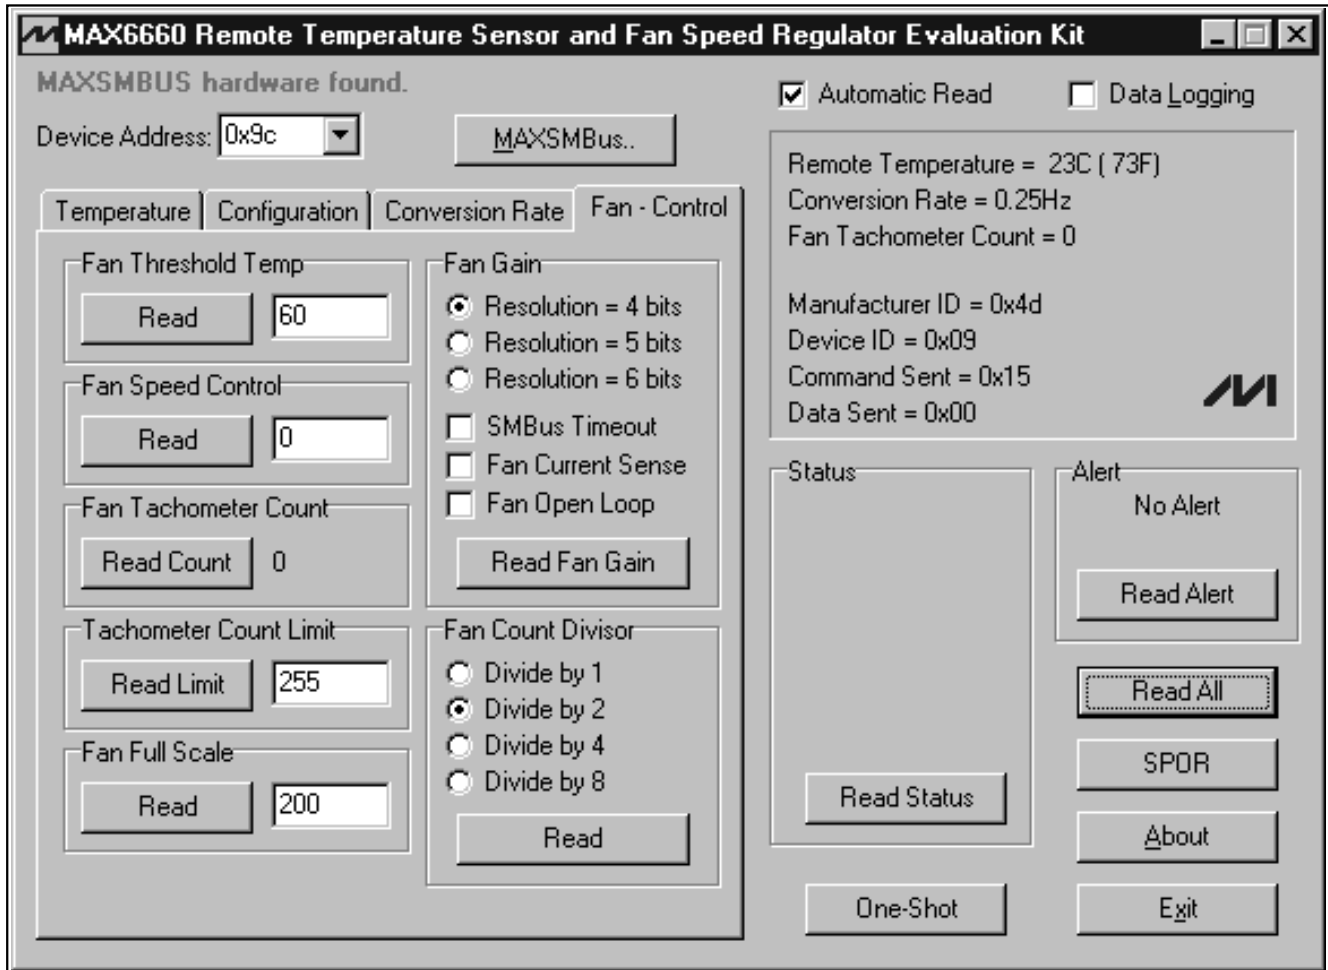 MAX6660 Remote Temperature Sensor and Fan Speed Regulator Evaluation Kit
MAXSMBUS hardware found.
Device Address: 0x9c
MAXSMBus..
Automatic Read
Data Logging
Temperature
Configuration
Conversion Rate
Fan - Control
Fan Threshold Temp
Read
60
Fan Speed Control
Read
0
Fan Tachometer Count
Read Count
0
Tachometer Count Limit
Read Limit
255
Fan Full Scale
Read
200
Fan Gain
Resolution = 4 bits
Resolution = 5 bits
Resolution = 6 bits
SMBus Timeout
Fan Current Sense
Fan Open Loop
Read Fan Gain
Fan Count Divisor
Divide by 1
Divide by 2
Divide by 4
Divide by 8
Read
Remote Temperature = 23C ( 73F)
Conversion Rate = 0.25Hz
Fan Tachometer Count = 0
Manufacturer ID = 0x4d
Device ID = 0x09
Command Sent = 0x15
Data Sent = 0x00
Status
Read Status
One-Shot
Alert
No Alert
Read Alert
Read All
SPOR
About
Exit